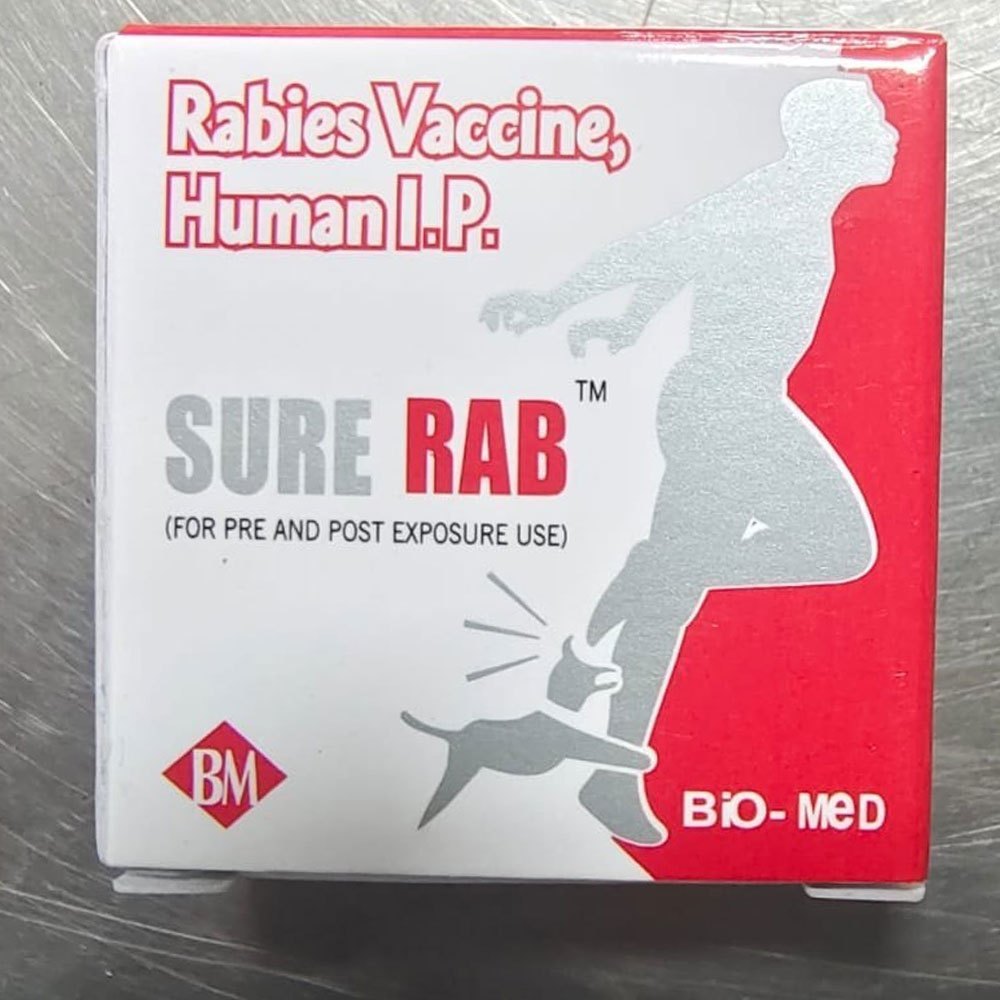 Rabies Vaccine,
Human I.P.
SURE RAB™
(FOR PRE AND POST EXPOSURE USE)
BM
BiO-MeD